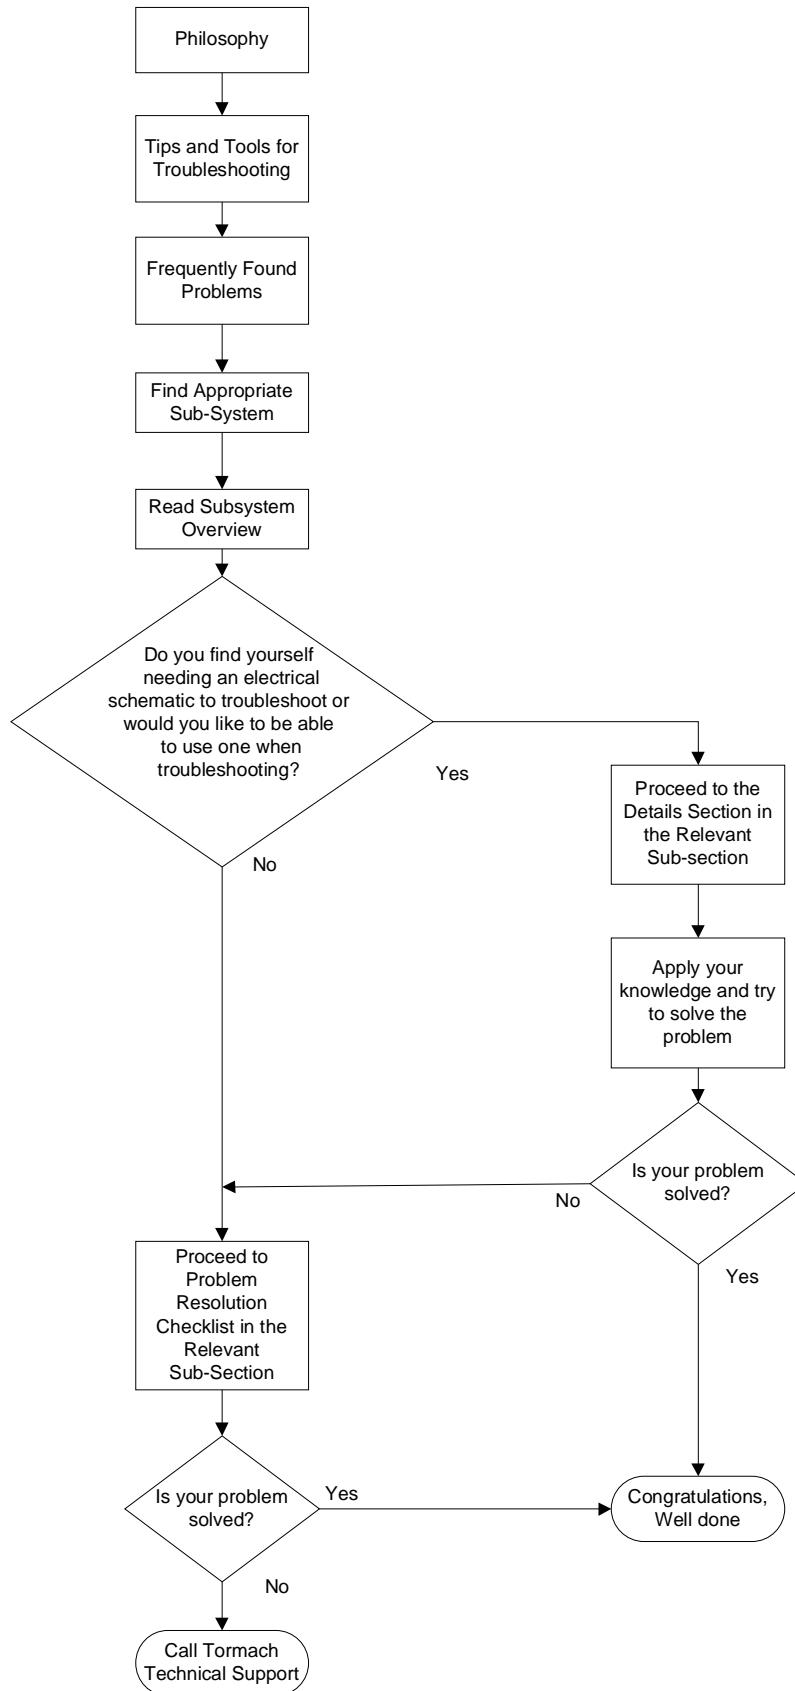 Philosophy
Tips and Tools for
Troubleshooting
Frequently Found
Problems
Find Appropriate
Sub-System
Read Subsystem
Overview
Do you find yourself
needing an electrical
schematic to troubleshoot or
would you like to be able
to use one when
troubleshooting?
Yes
No
Proceed to the
Details Section in
the Relevant
Sub-section
Apply your
knowledge and try
to solve the
problem
Is your problem
solved?
No
Yes
Proceed to
Problem
Resolution
Checklist in the
Relevant
Sub-Section
Is your problem
solved?
Yes
No
Congratulations,
Well done
Call Tormach
Technical Support